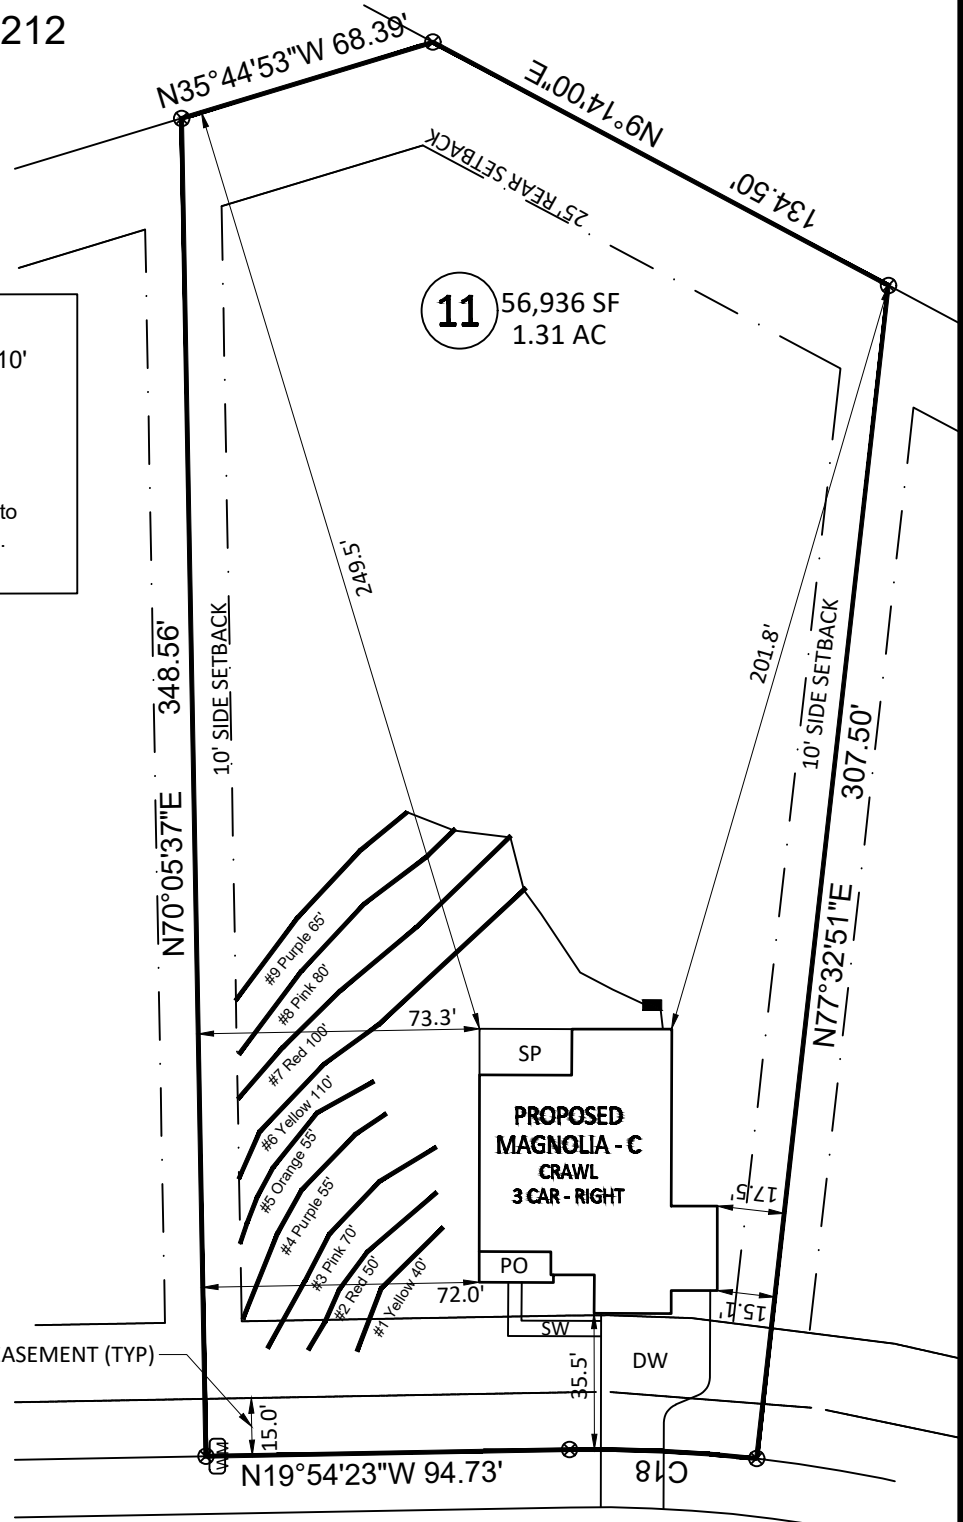 212
N35°44'53"W 68.39'
N9°14'00"E 134.50'
25' REAR SETBACK
11
56,936 SF
1.31 AC
10'
to
.
249.5'
201.8'
348.56'
N70°05'37"E
10' SIDE SETBACK
10' SIDE SETBACK
307.50'
N77°32'51"E
#9 Purple 65'
#8 Pink 80'
#7 Red 100'
#6 Yellow 110'
#5 Orange 55'
#4 Purple 55'
#3 Pink 70'
#2 Red 50'
#1 Yellow 40'
73.3'
SP
PROPOSED
MAGNOLIA - C
CRAWL
3 CAR - RIGHT
17.5'
PO
72.0'
15.1'
SW
DW
35.5'
ASEMENT (TYP)
15.0'
WM
N19°54'23"W 94.73'
C18